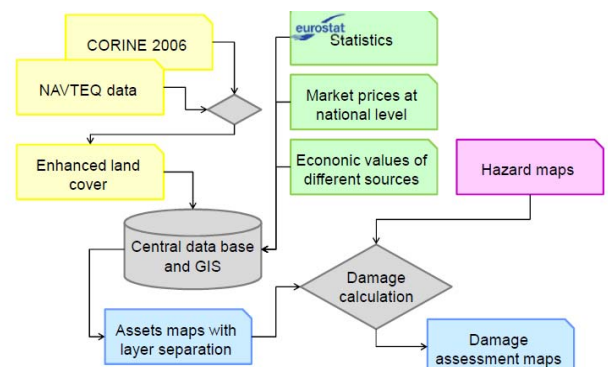 CORINE 2006
NAVTEQ data
Enhanced land
cover
eurostat
Statistics
Market prices at
national level
Econonic values of
different sources
Hazard maps
Central data base
and GIS
Damage
calculation
Assets maps with
layer separation
Damage
assessment maps